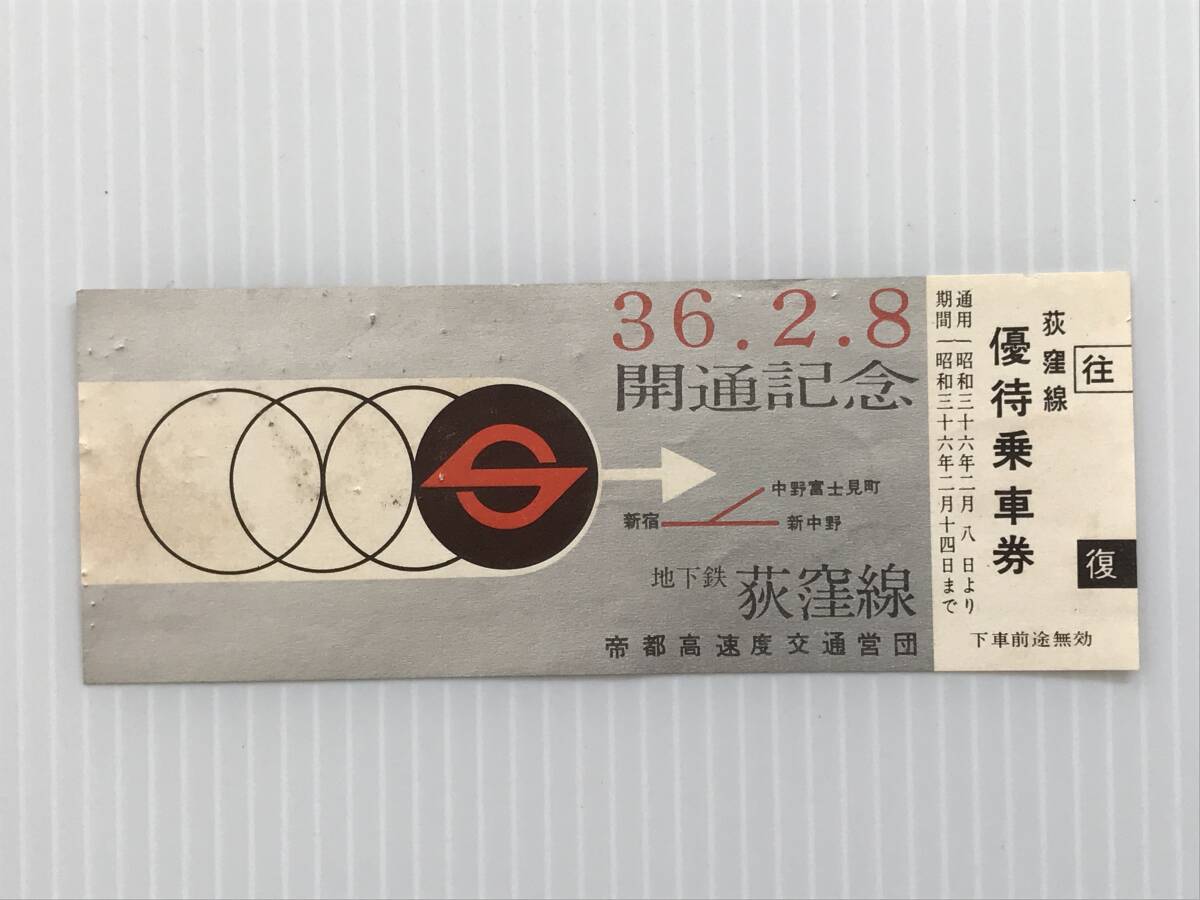 36.2.8
開通記念
中野富士見町
新宿
新中野
地下鉄 荻窪線
帝都高速度交通営団
往
復
荻窪線
優待乗車券
通用 昭和三十六年二月 八 日より
期間 昭和三十六年二月十四日まで
下車前途無効